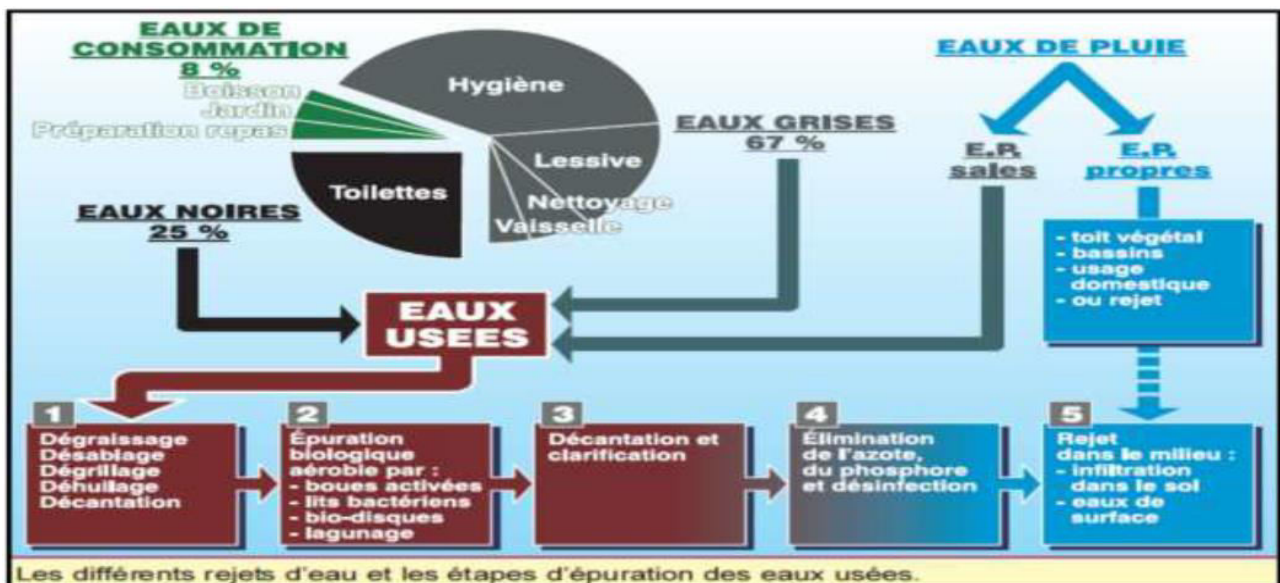 EAUX DE
CONSOMMATION
8 %
Boisson
Jardin
Préparation repas
Hygiène
Lessive
Nettoyage
Vaisselle
Toilettes
EAUX GRISES
67 %
EAUX NOIRES
25 %
EAUX DE PLUIE
E.P.
sales
E.P.
propres
- toit végétal
- bassins
- usage
domestique
- ou rejet
EAUX
USEES
1
Dégraissage
Désablage
Dégrillage
Déhuilage
Décantation
2
Épuration
biologique
aérobie par :
- boues activées
- lits bactériens
- bio-disques
- lagunage
3
Décantation et
clarification
4
Élimination
de l'azote,
du phosphore
et désinfection
5
Rejet
dans le milieu :
- infiltration
dans le sol
- eaux de
surface
Les différents rejets d'eau et les étapes d'épuration des eaux usées.